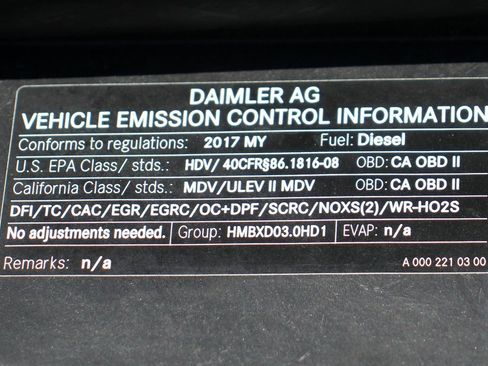 DAIMLER AG
VEHICLE EMISSION CONTROL INFORMATION
Conforms to regulations: 2017 MY Fuel: Diesel
U.S. EPA Class/ stds.: HDV/ 40CFR§86.1816-08 OBD: CA OBD II
California Class/ stds.: MDV/ULEV II MDV OBD: CA OBD II
DFI/TC/CAC/EGR/EGRC/OC+DPF/SCRC/NOXS(2)/WR-HO2S
No adjustments needed. Group: HMBXD03.0HD1 EVAP: n/a
Remarks: n/a A 000 221 03 00